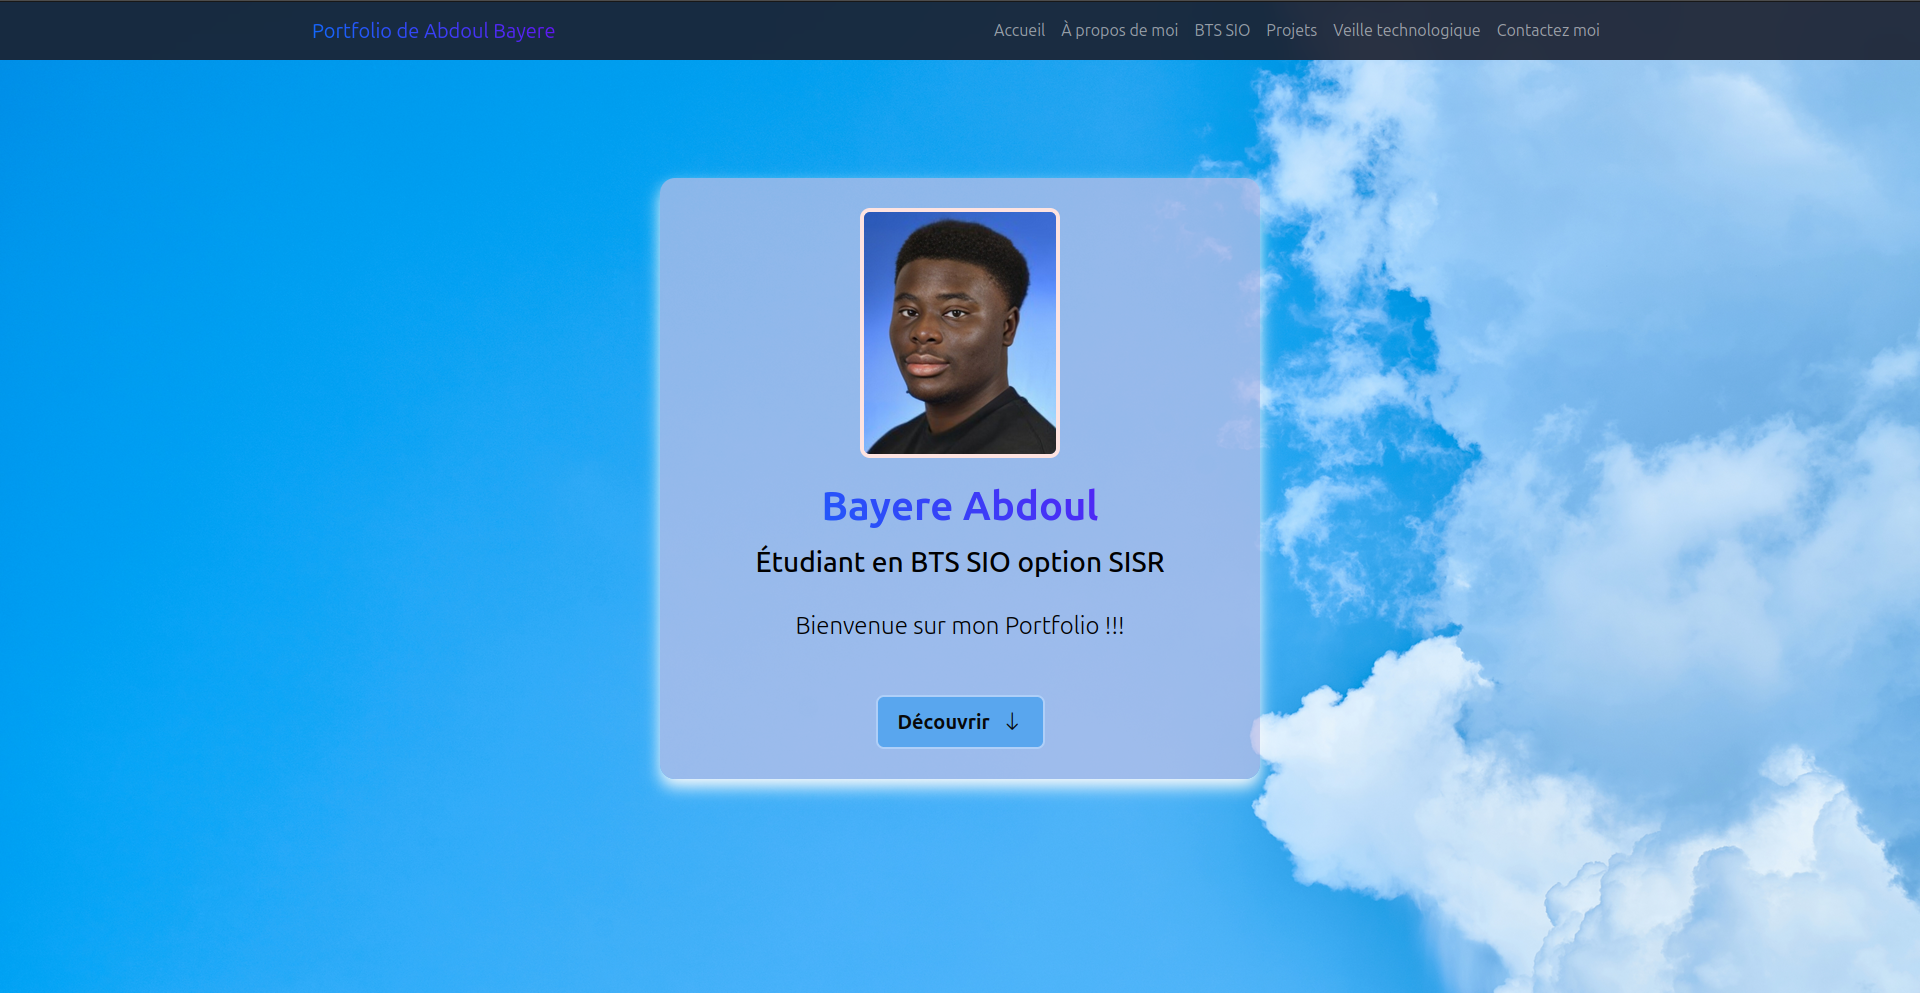 Portfolio de Abdoul Bayere
Accueil À propos de moi BTS SIO Projets Veille technologique Contactez moi
Bayere Abdoul
Étudiant en BTS SIO option SISR
Bienvenue sur mon Portfolio !!!
Découvrir ↓